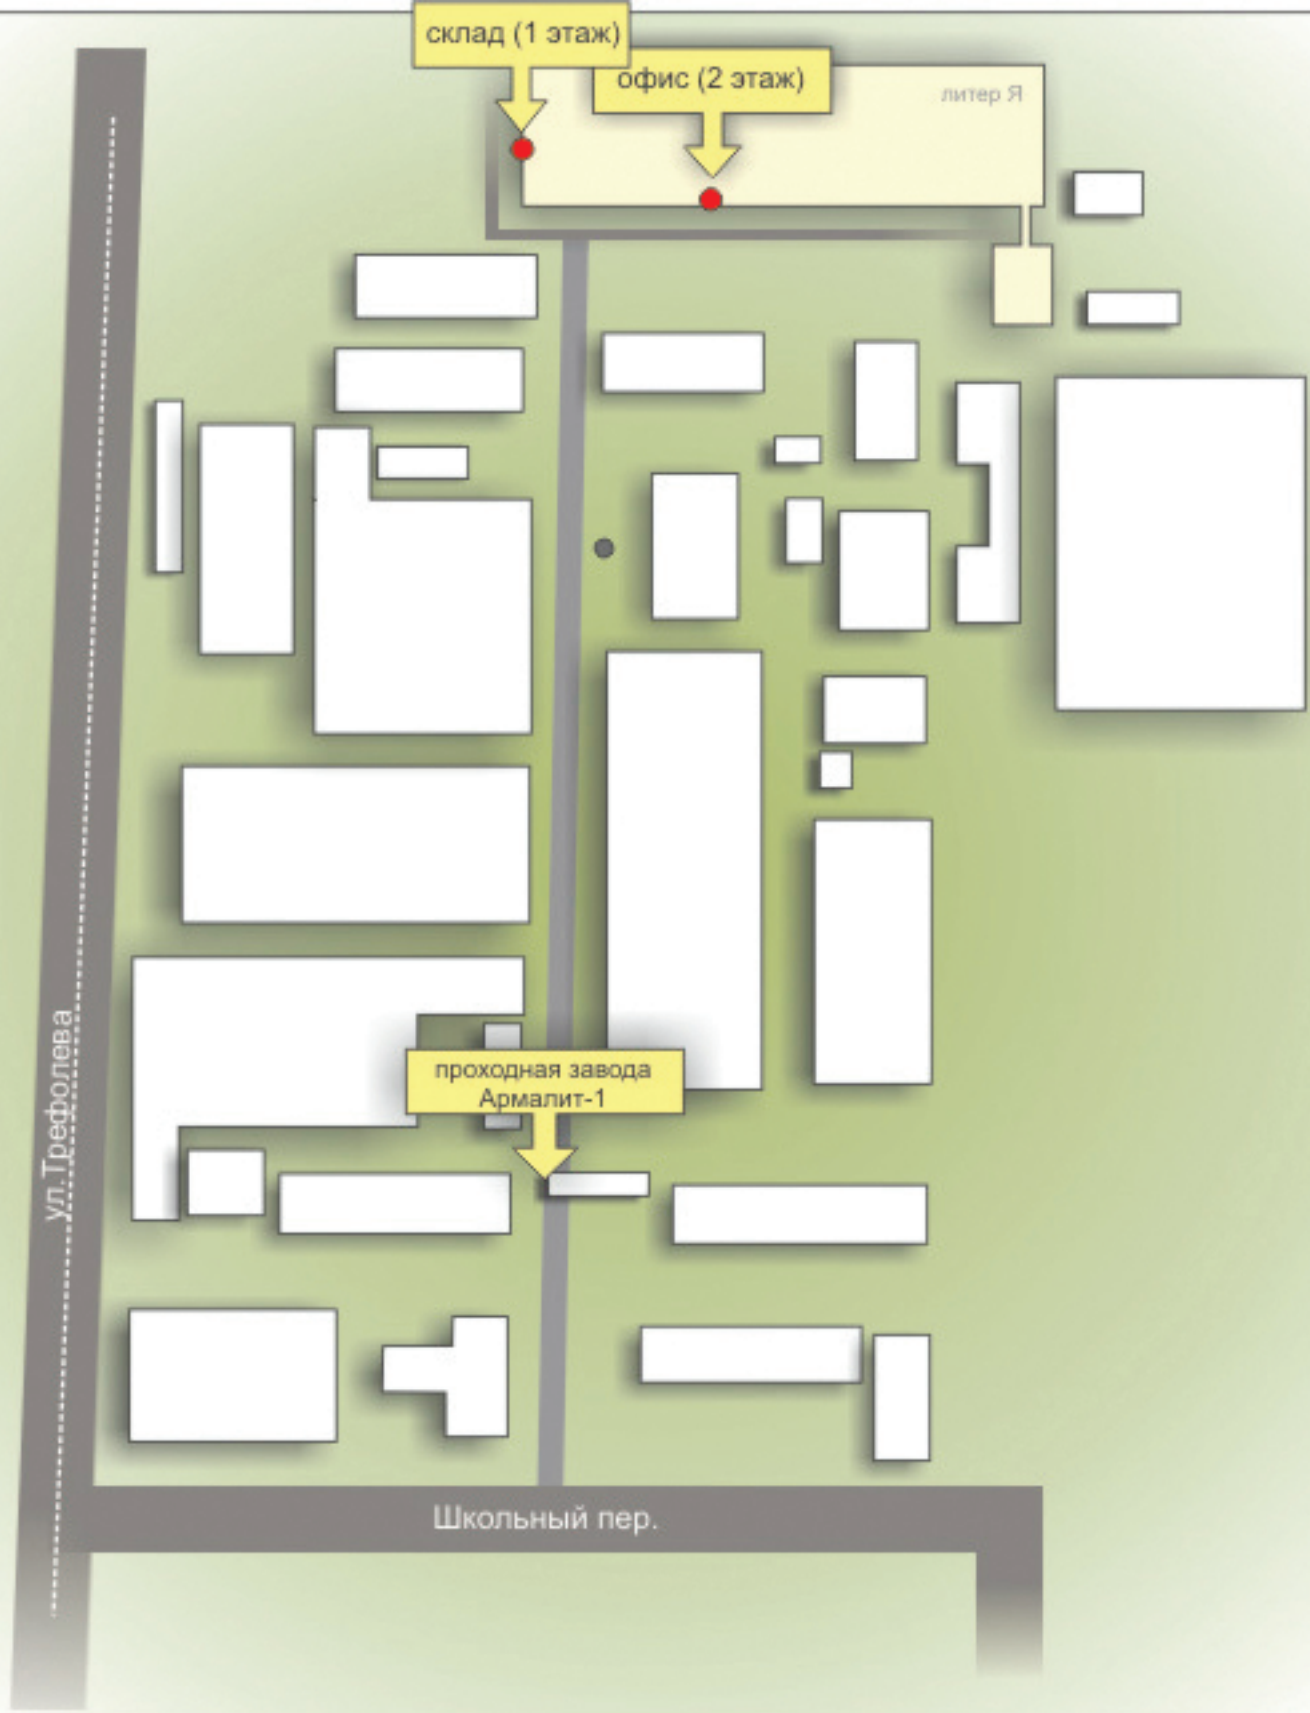 склад (1 этаж)
офис (2 этаж)
литер Я
проходная завода
Армалит-1
ул.Трефолева
Школьный пер.